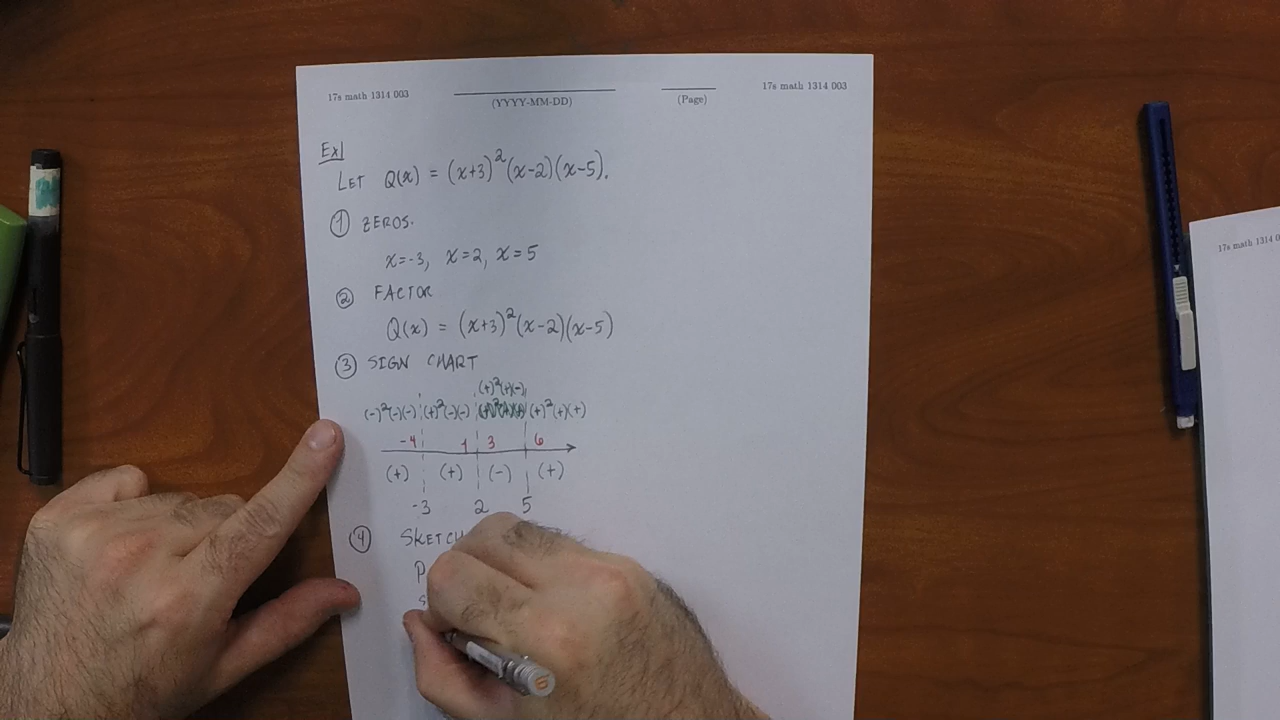 17s math 1314 003 (YYYY-MM-DD) (Page) 17s math 1314 003
Ex1
LET Q(x) = (x+3)²(x-2)(x-5).
① ZEROS.
x=-3, x=2, x=5
② FACTOR
Q(x) = (x+3)²(x-2)(x-5)
③ SIGN CHART
(+)²(+)(-)
(-)²(-)(-) (+)²(-)(-) (+)²(+)(+)
-4 1 3 6
(+) (+) (-) (+)
-3 2 5
④ SKETCH
P
S
17s math 1314 0